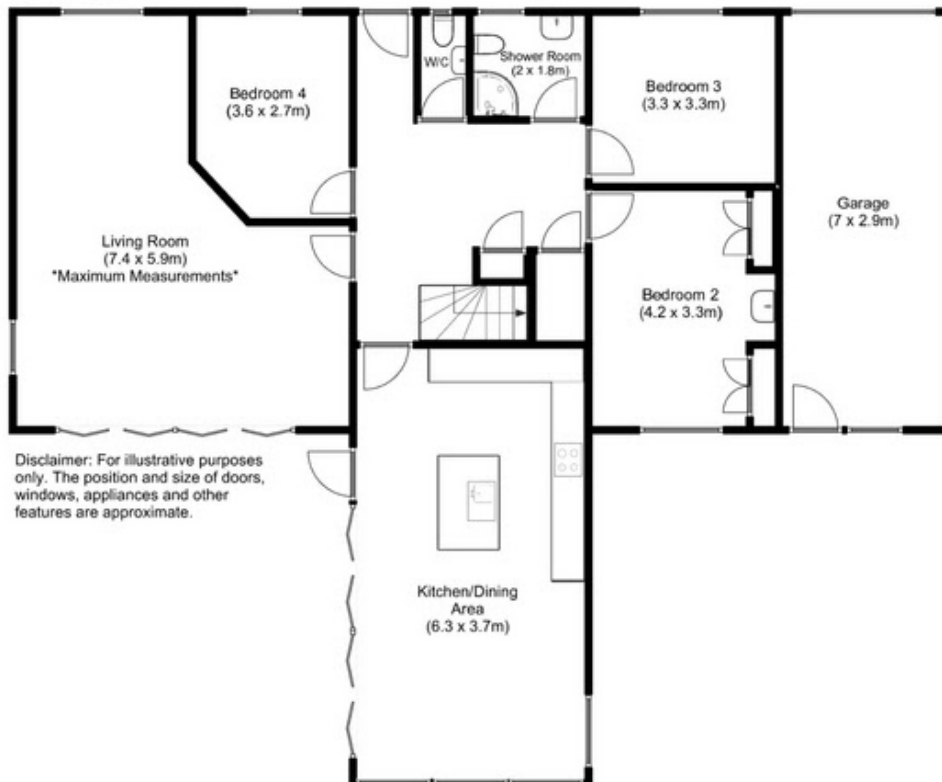 Bedroom 4
(3.6 x 2.7m)
W/C
Shower Room
(2 x 1.8m)
Bedroom 3
(3.3 x 3.3m)
Garage
(7 x 2.9m)
Living Room
(7.4 x 5.9m)
*Maximum Measurements*
Bedroom 2
(4.2 x 3.3m)
Disclaimer: For illustrative purposes
only. The position and size of doors,
windows, appliances and other
features are approximate.
Kitchen/Dining
Area
(6.3 x 3.7m)